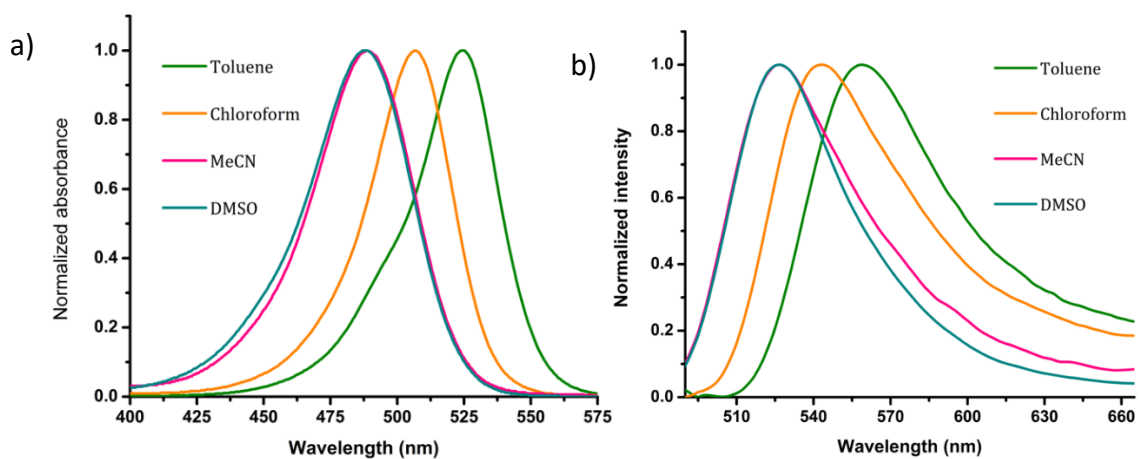 a)
Normalized absorbance
1.0
0.8
0.6
0.4
0.2
0.0
Toluene
Chloroform
MeCN
DMSO
400 425 450 475 500 525 550 575
Wavelength (nm)
b)
Normalized intensity
1.0
0.8
0.6
0.4
0.2
0.0
Toluene
Chloroform
MeCN
DMSO
510 540 570 600 630 660
Wavelength (nm)